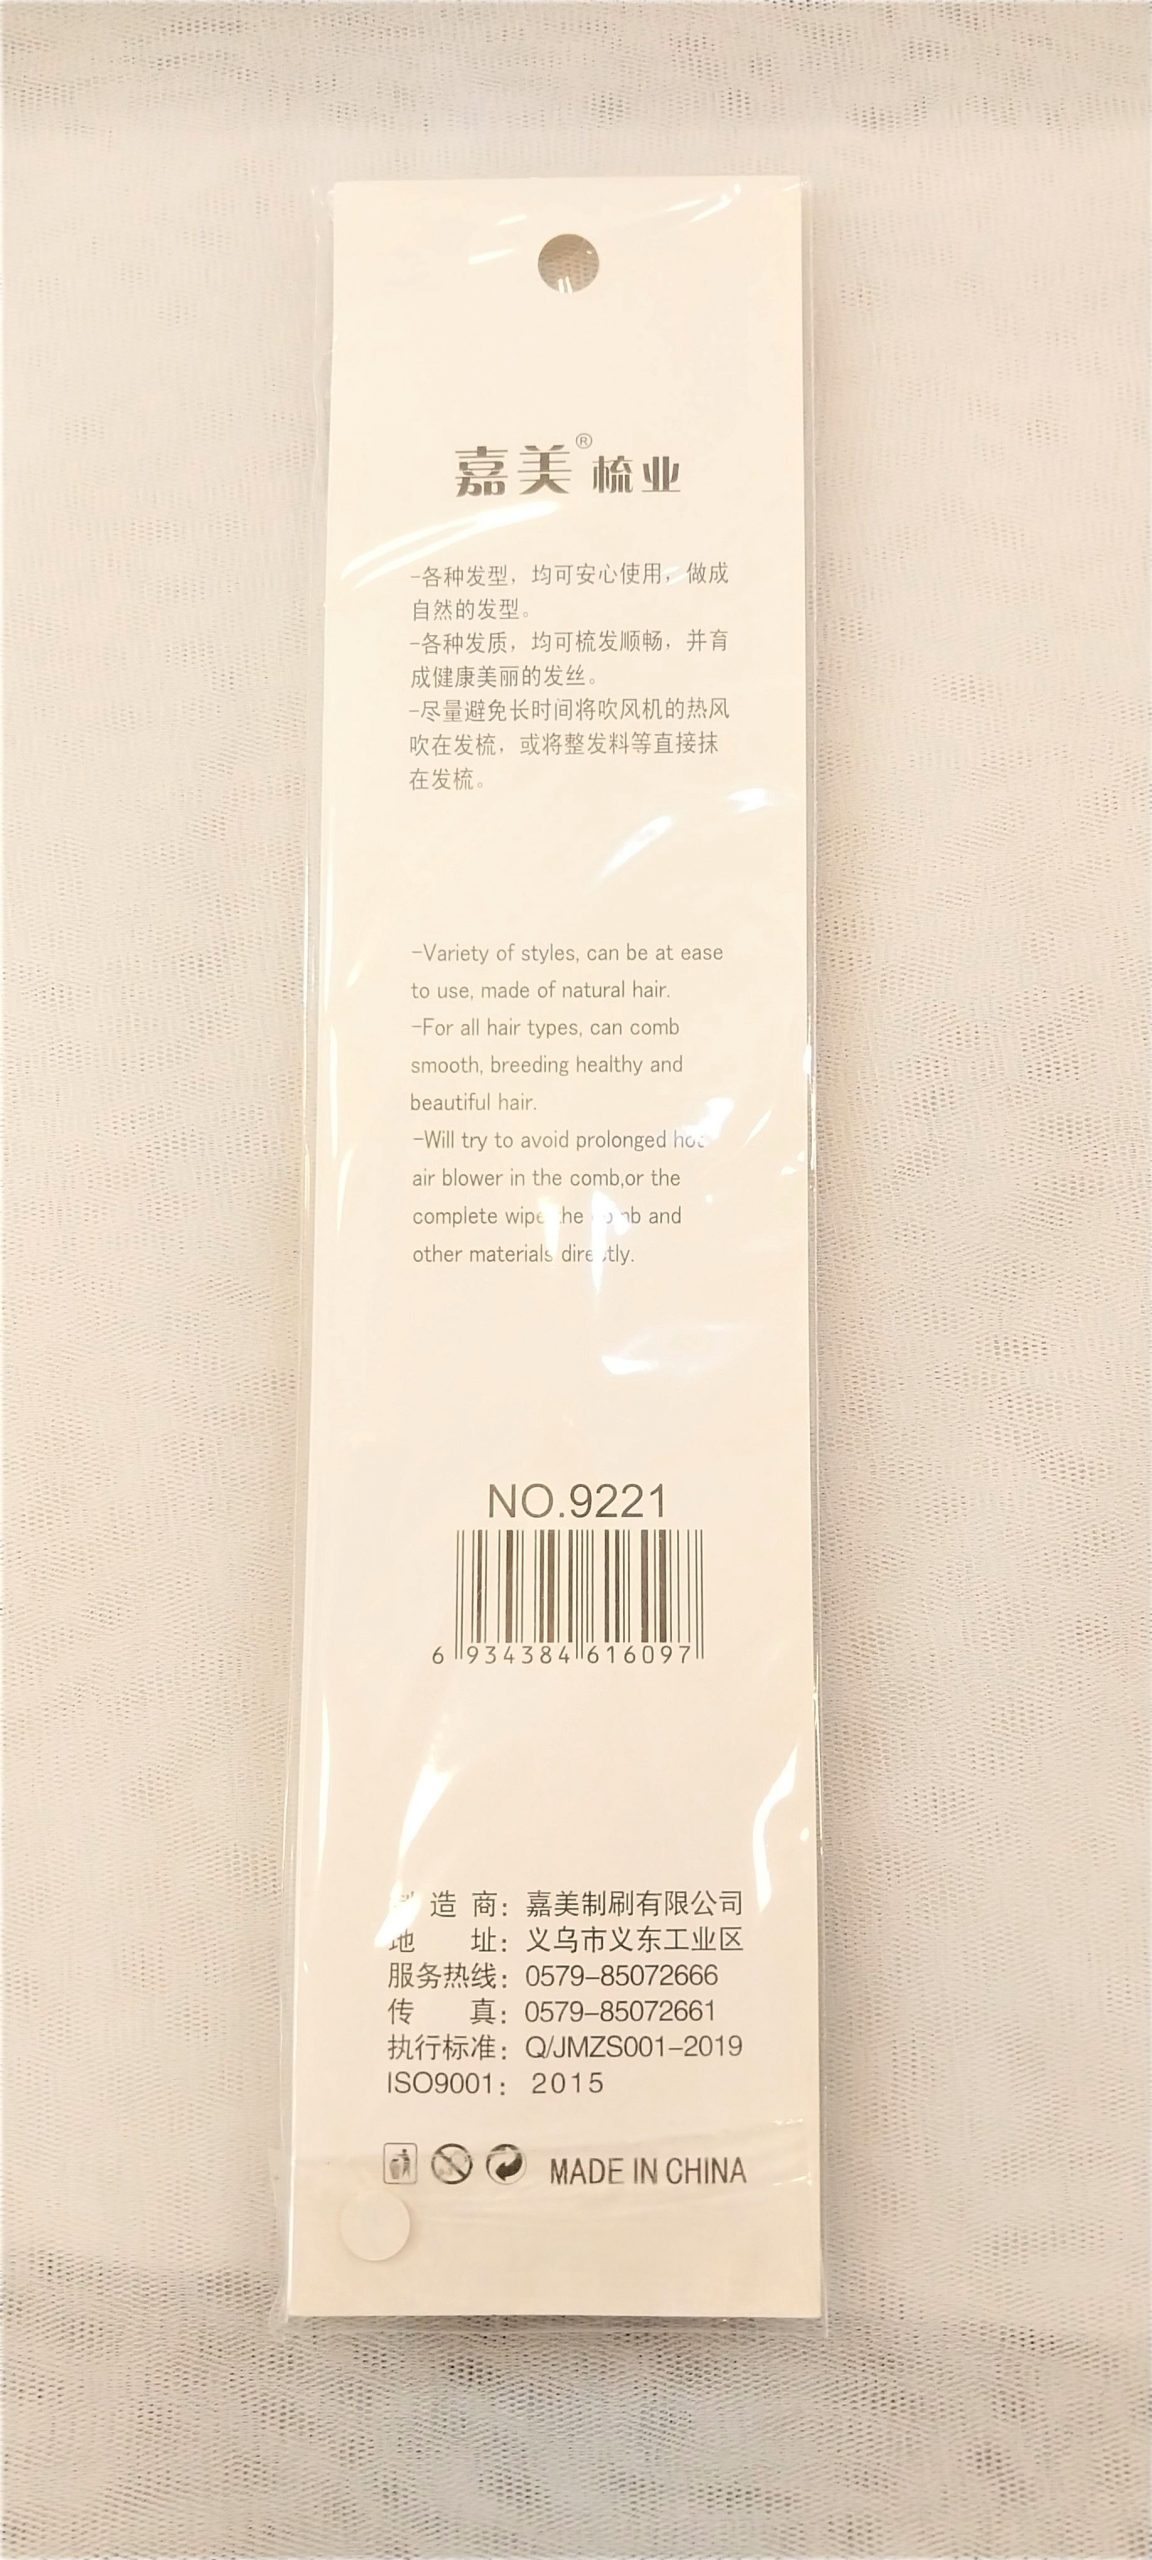 嘉美®梳业
-各种发型，均可安心使用，做成
自然的发型。
-各种发质，均可梳发顺畅，并育
成健康美丽的发丝。
-尽量避免长时间将吹风机的热风
吹在发梳，或将整发料等直接抹
在发梳。
-Variety of styles, can be at ease
to use, made of natural hair.
-For all hair types, can comb
smooth, breeding healthy and
beautiful hair.
-Will try to avoid prolonged hot
air blower in the comb,or the
complete wipe the comb and
other materials directly.
NO.9221
6 934384 616097
制造商：嘉美制刷有限公司
地址：义乌市义东工业区
服务热线：0579-85072666
传真：0579-85072661
执行标准：Q/JMZS001-2019
ISO9001：2015
MADE IN CHINA